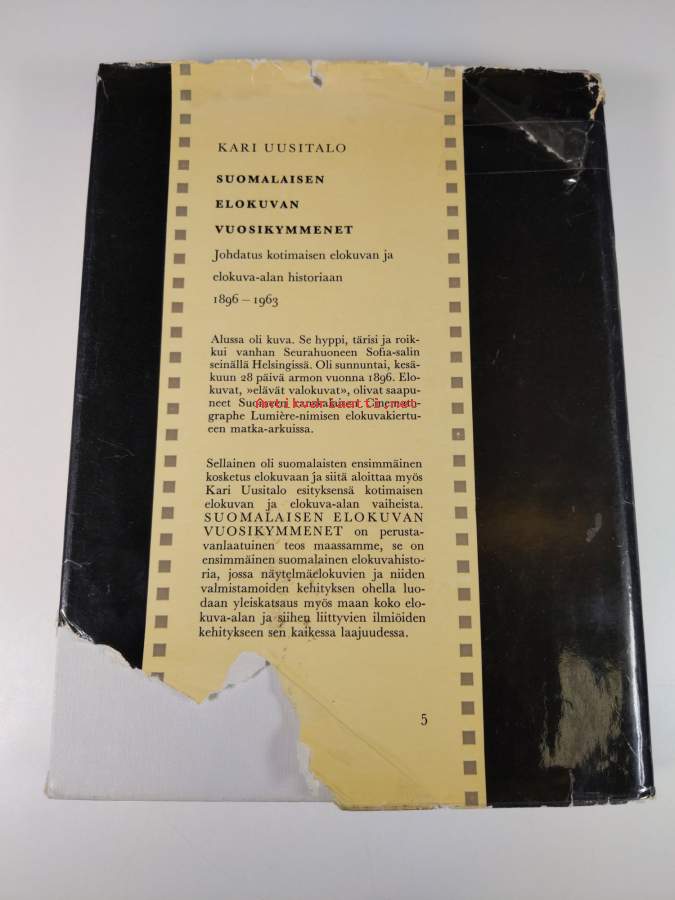 KARI UUSITALO
SUOMALAISEN
ELOKUVAN
VUOSIKYMMENET
Johdatus kotimaisen elokuvan ja
elokuva-alan historiaan
1896 – 1963
Alussa oli kuva. Se hyppi, tärisi ja roik-
kui vanhan Seurahuoneen Sofia-salin
seinällä Helsingissä. Oli sunnuntai, kesä-
kuun 28 päivä armon vuonna 1896. Elo-
kuvat, »elävät valokuvat», olivat saapu-
neet Suomeen ranskalaisen Cinémato-
Antikvariaatti.net
graphe Lumière-nimisen elokuvakiertu-
een matka-arkuissa.
Sellainen oli suomalaisten ensimmäinen
kosketus elokuvaan ja siitä aloittaa myös
Kari Uusitalo esityksensä kotimaisen
elokuvan ja elokuva-alan vaiheista.
SUOMALAISEN ELOKUVAN
VUOSIKYMMENET on perusta-
vanlaatuinen teos maassamme, se on
ensimmäinen suomalainen elokuvahisto-
ria, jossa näytelmäelokuvien ja niiden
valmistamoiden kehityksen ohella luo-
daan yleiskatsaus myös maan koko elo-
kuva-alan ja siihen liittyvien ilmiöiden
kehitykseen sen kaikessa laajuudessa.
5